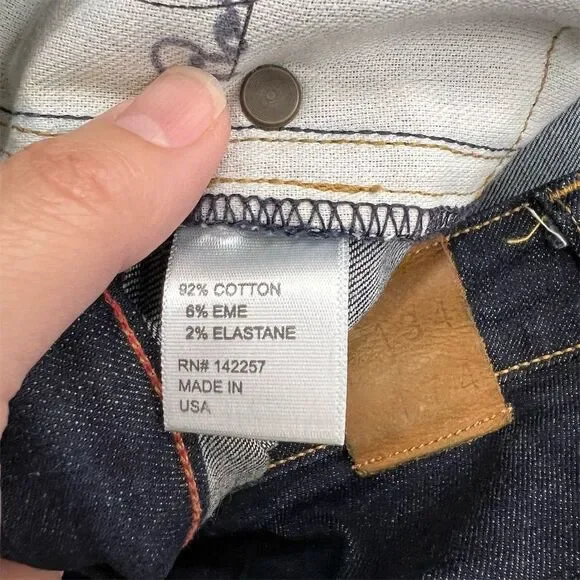 92% COTTON
6% EME
2% ELASTANE
RN# 142257
MADE IN
USA